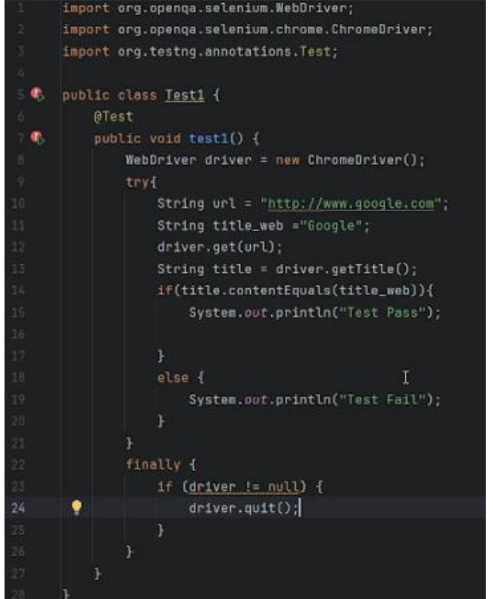 1 import org.openqa.selenium.WebDriver;
2 import org.openqa.selenium.chrome.ChromeDriver;
3 import org.testng.annotations.Test;
4
5 public class Test1 {
6 @Test
7 public void test1() {
8 WebDriver driver = new ChromeDriver();
9 try{
10 String url = "http://www.google.com";
11 String title_web ="Google";
12 driver.get(url);
13 String title = driver.getTitle();
14 if(title.contentEquals(title_web)){
15 System.out.println("Test Pass");
16
17 }
18 else {
19 System.out.println("Test Fail");
20 }
21 }
22 finally {
23 if (driver != null) {
24 driver.quit();
25 }
26 }
27 }
28 }